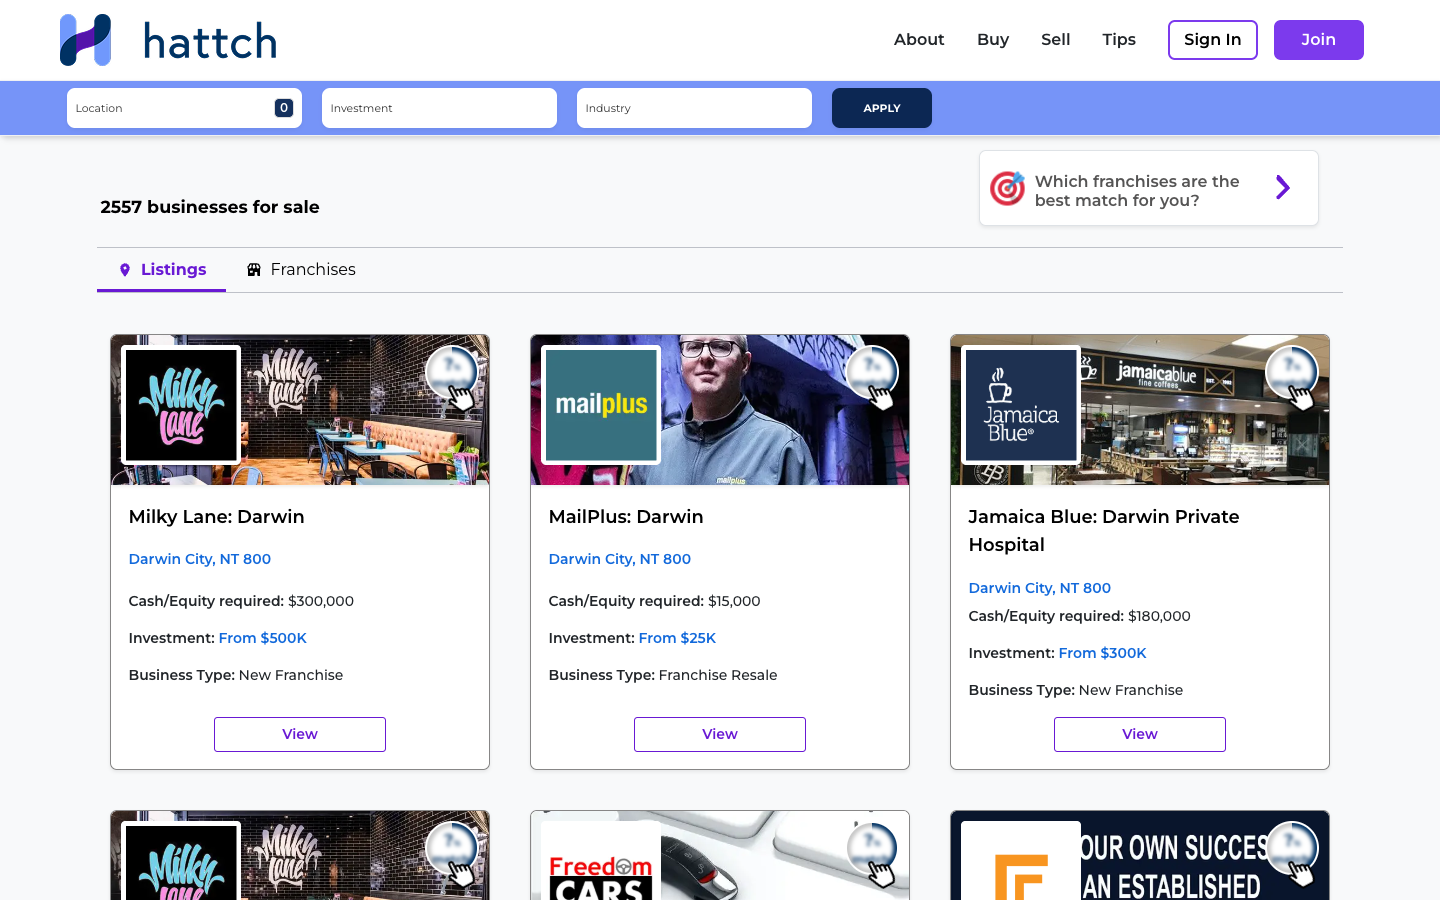 hattch
About
Buy
Sell
Tips
Sign In
Join
Location
0
Investment
Industry
APPLY
2557 businesses for sale
Which franchises are the
best match for you?
Listings
Franchises
Milky
Lane
Milky
Lane
mailplus
mailplus
Jamaica
Blue®
jamaicablue
fine coffees
Milky Lane: Darwin
Darwin City, NT 800
Cash/Equity required: $300,000
Investment: From $500K
Business Type: New Franchise
View
MailPlus: Darwin
Darwin City, NT 800
Cash/Equity required: $15,000
Investment: From $25K
Business Type: Franchise Resale
View
Jamaica Blue: Darwin Private
Hospital
Darwin City, NT 800
Cash/Equity required: $180,000
Investment: From $300K
Business Type: New Franchise
View
Milky
Lane
Milky
Lane
Freedom
CARS
OUR OWN SUCCES
AN ESTABLISHED